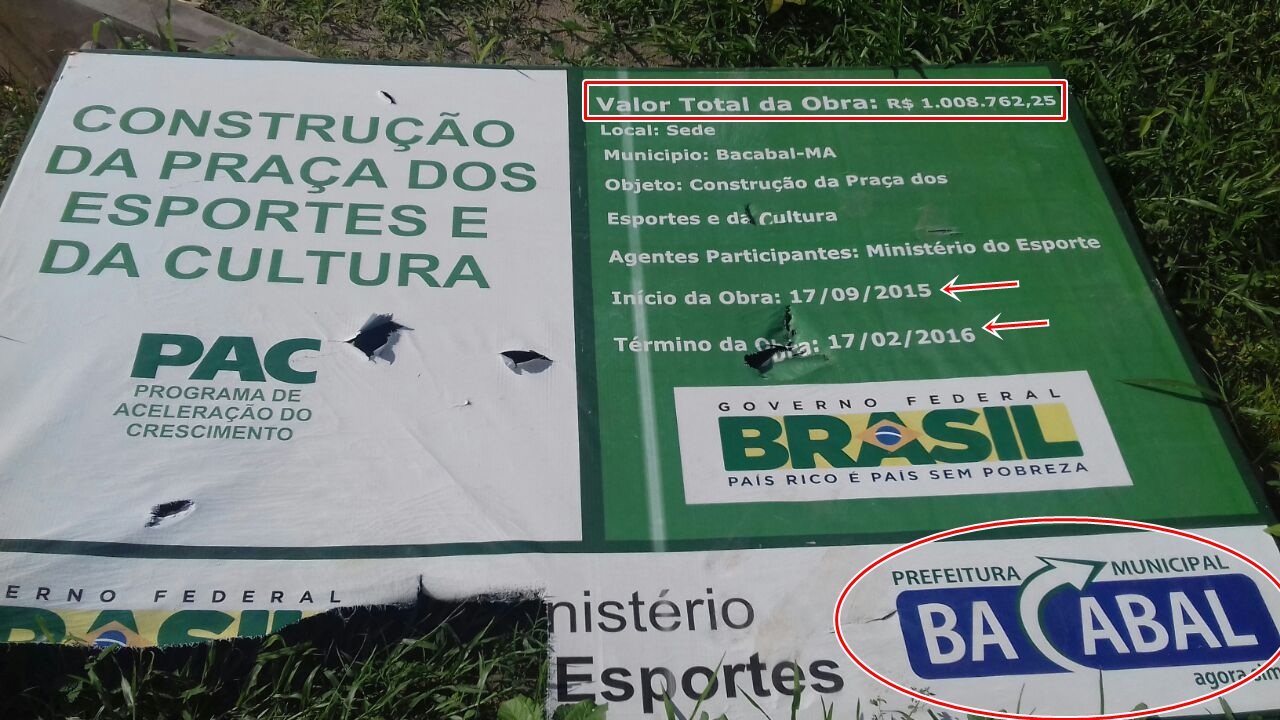 CONSTRUÇÃO
DA PRAÇA DOS
ESPORTES E
DA CULTURA
PAC
PROGRAMA DE
ACELERAÇÃO DO
CRESCIMENTO
Valor Total da Obra: R$ 1.008.762,25
Local: Sede
Municipio: Bacabal-MA
Objeto: Construção da Praça dos
Esportes e da Cultura
Agentes Participantes: Ministério do Esporte
Início da Obra: 17/09/2015
Término da Obra: 17/02/2016
GOVERNO FEDERAL
BRASIL
PAÍS RICO É PAÍS SEM POBREZA
ERNO FEDERAL
BRASIL
nistério
Esportes
PREFEITURA MUNICIPAL
BACABAL
agora sim